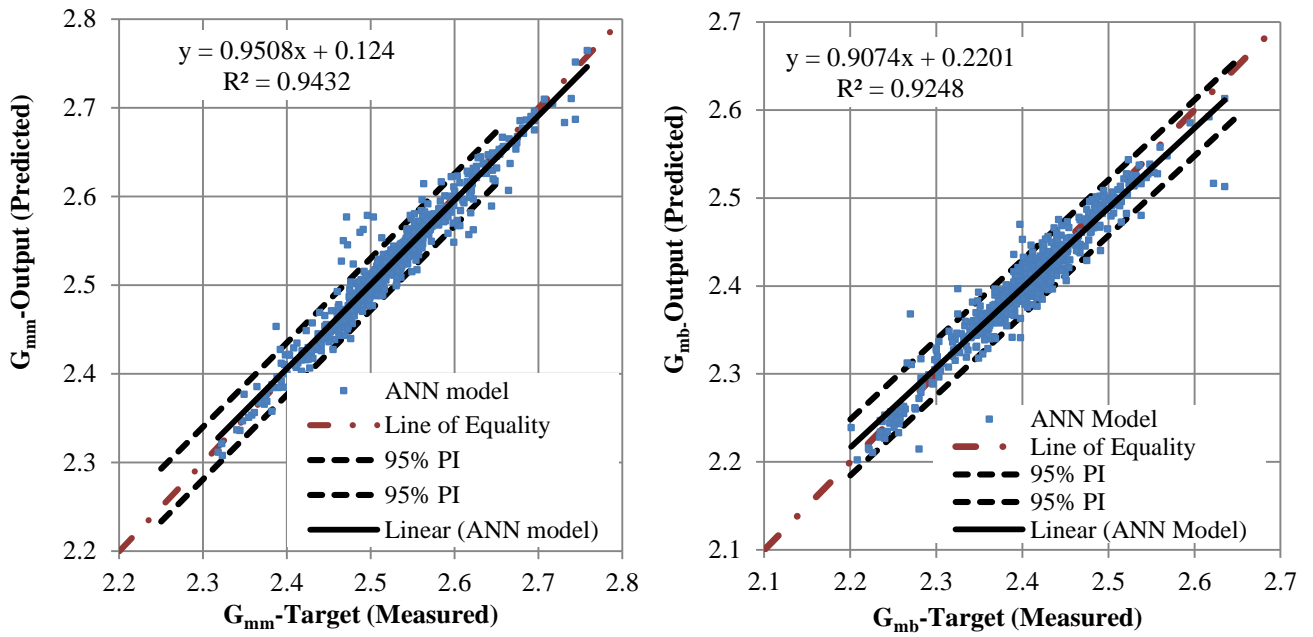 y = 0.9508x + 0.124
R² = 0.9432
2.8
2.7
2.6
2.5
2.4
2.3
2.2
G_mm-Output (Predicted)
ANN model
Line of Equality
95% PI
95% PI
Linear (ANN model)
2.2 2.3 2.4 2.5 2.6 2.7 2.8
G_mm-Target (Measured)
y = 0.9074x + 0.2201
R² = 0.9248
2.7
2.6
2.5
2.4
2.3
2.2
2.1
G_mb-Output (Predicted)
ANN Model
Line of Equality
95% PI
95% PI
Linear (ANN Model)
2.1 2.2 2.3 2.4 2.5 2.6 2.7
G_mb-Target (Measured)